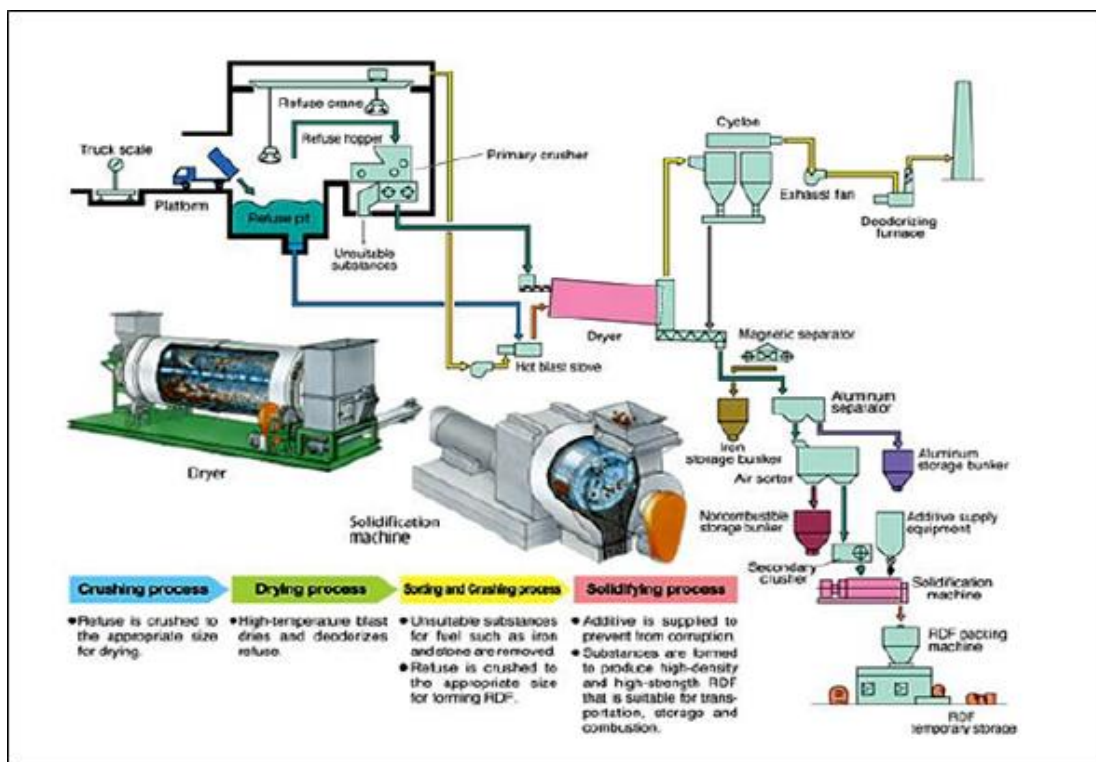 Refuse crane
Refuse hopper
Truck scale
Primary crusher
Platform
Refuse pit
Unsuitable
substances
Cyclon
Exhaust fan
Deodorizing
furnace
Dryer
Hot blast stove
Magnetic separator
Aluminum
separator
Iron
storage bunker
Aluminum
storage bunker
Air sorter
Noncombustible
storage bunker
Additive supply
equipment
Secondary
crusher
Solidification
machine
RDF packing
machine
RDF
temporary storage
Dryer
Solidification
machine
Crushing process
●Refuse is crushed to
the appropriate size
for drying.
Drying process
●High-temperature blast
dries and deodorizes
refuse.
Sorting and Crushing process
●Unsuitable substances
for fuel such as iron
and stone are removed.
●Refuse is crushed to
the appropriate size
for forming RDF.
Solidifying process
●Additive is supplied to
prevent from corruption.
●Substances are formed
to produce high-density
and high-strength RDF
that is suitable for trans-
portation, storage and
combustion.